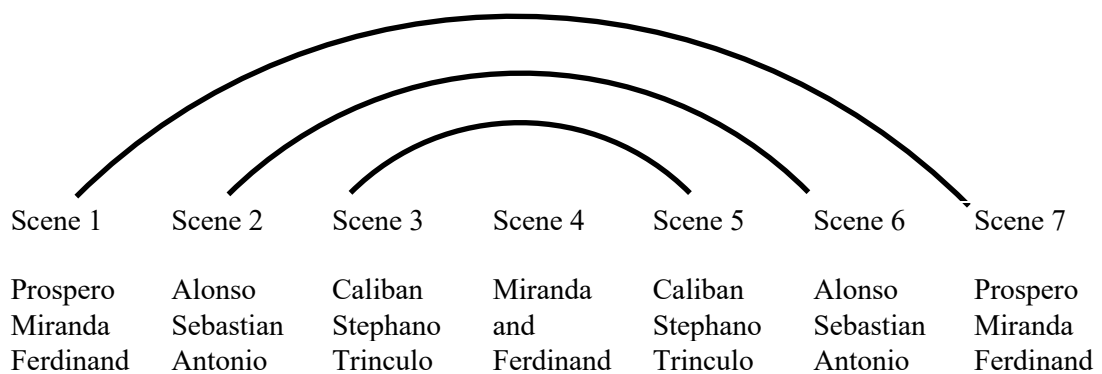 Scene 1 Scene 2 Scene 3 Scene 4 Scene 5 Scene 6 Scene 7
Prospero Alonso Caliban Miranda Caliban Alonso Prospero
Miranda Sebastian Stephano and Stephano Sebastian Miranda
Ferdinand Antonio Trinculo Ferdinand Trinculo Antonio Ferdinand